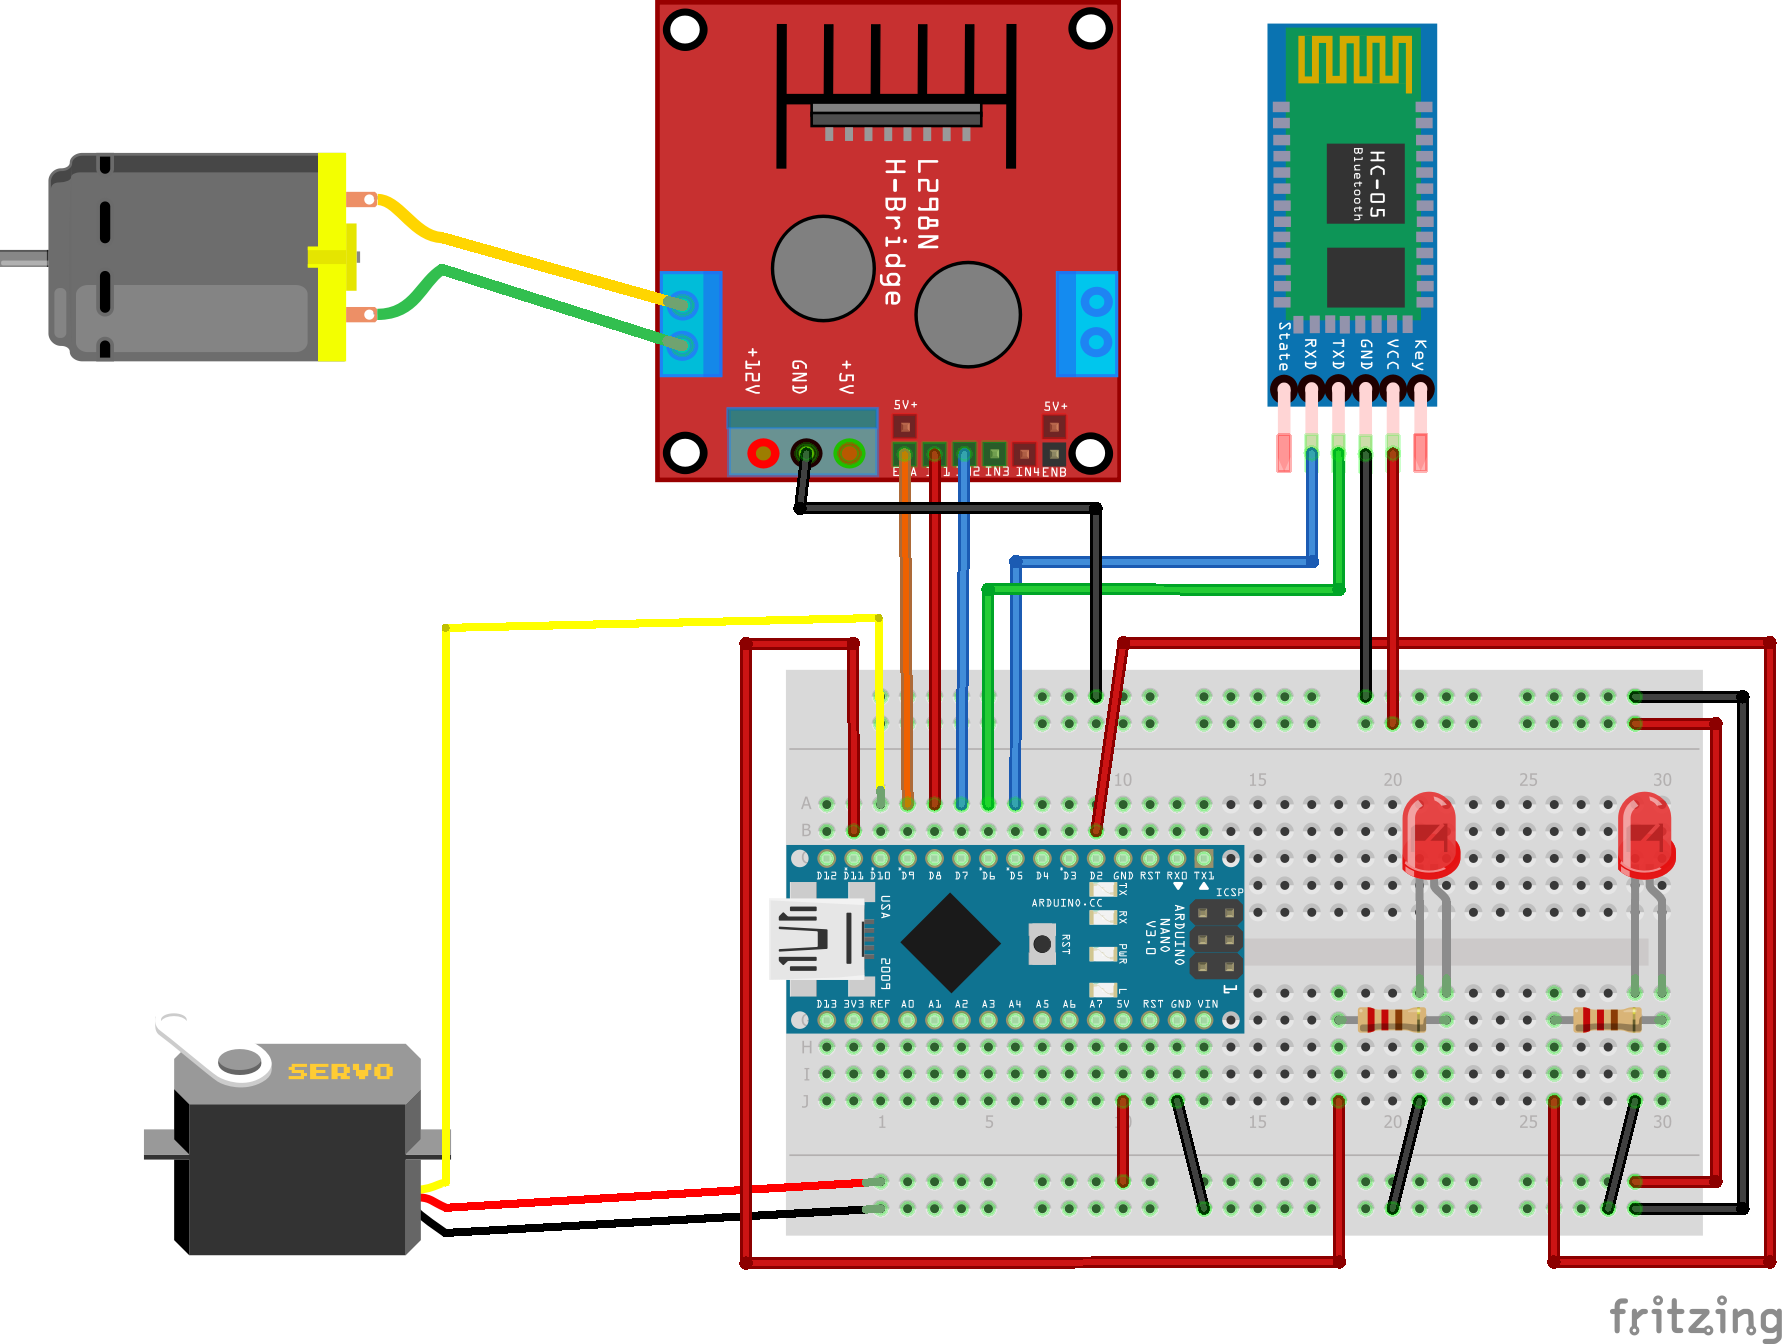 L298N
H-Bridge
+12V
GND
+5V
5V+
5V+
IN3
IN4
ENB
HC-05
Bluetooth
State
RXD
TXD
GND
VCC
Key
10
15
20
25
30
A
B
D12
D11
D10
D9
D8
D7
D6
D5
D4
D3
D2
GND
RST
RX0
TX1
USA
2009
ARDUINO.CC
RST
TX
RX
PWR
L
ARDUINO
NANO
V3.0
ICSP
1
D13
3V3
REF
A0
A1
A2
A3
A4
A5
A6
A7
5V
RST
GND
VIN
H
I
J
1
5
15
20
25
30
SERVO
fritzing